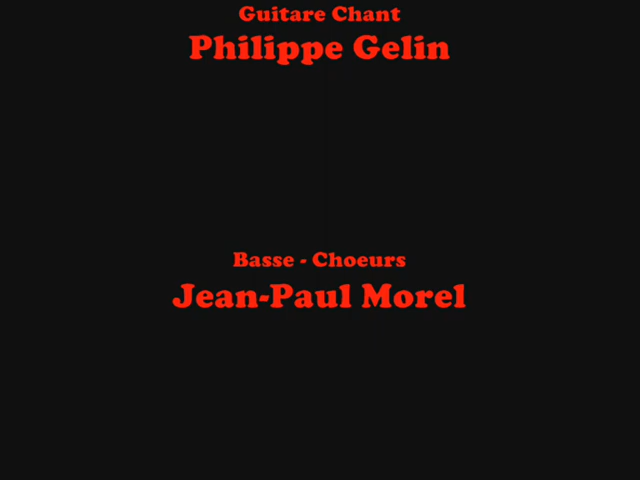 Guitare Chant
Philippe Gelin
Basse - Choeurs
Jean-Paul Morel